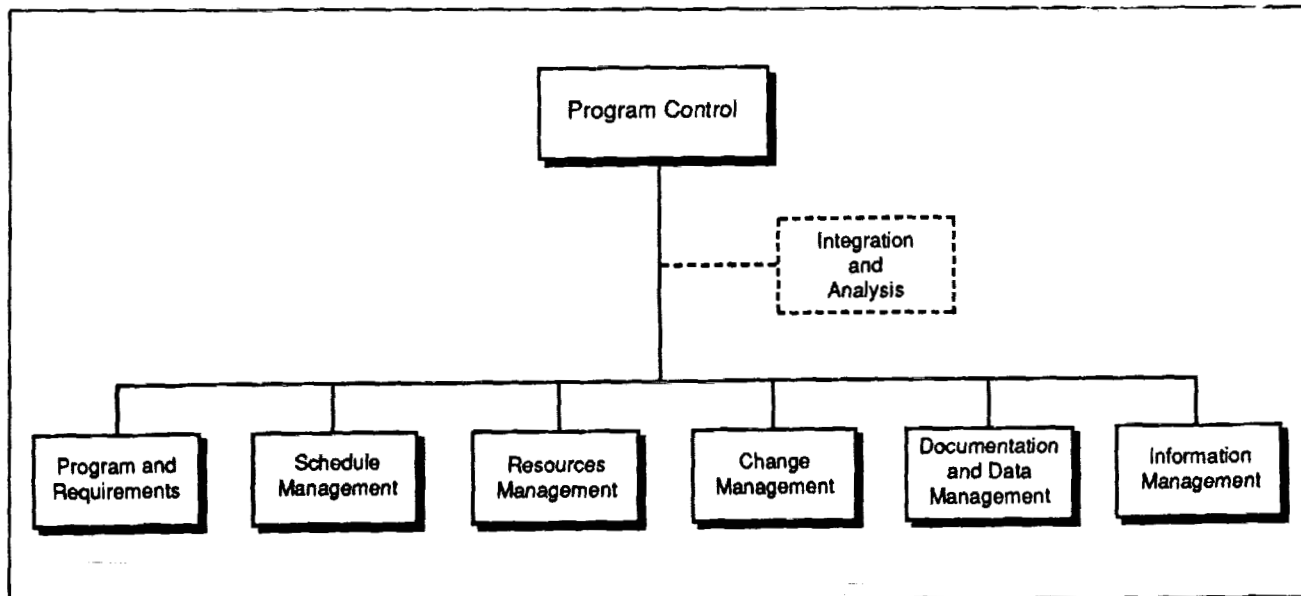 Program Control
Integration
and
Analysis
Program and
Requirements
Schedule
Management
Resources
Management
Change
Management
Documentation
and Data
Management
Information
Management